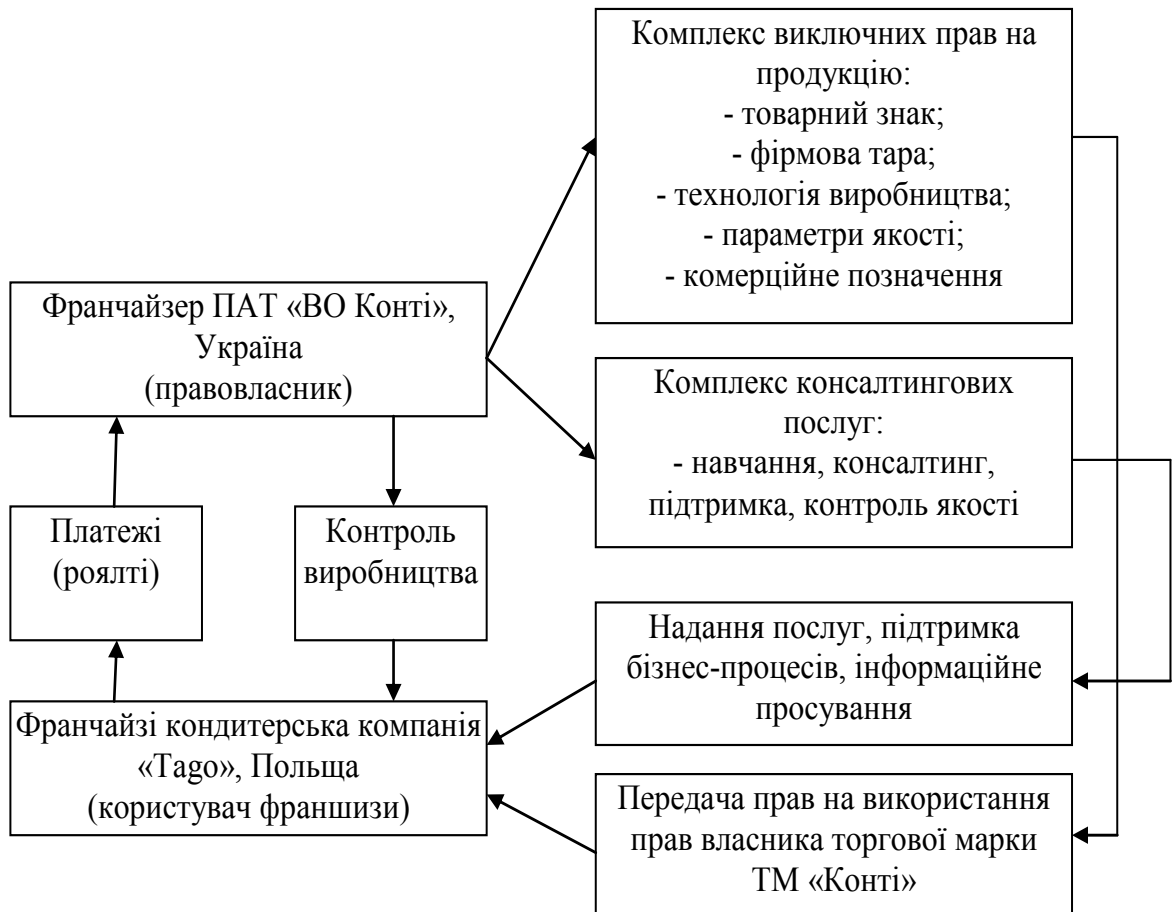 Комплекс виключних прав на
продукцію:
- товарний знак;
- фірмова тара;
- технологія виробництва;
- параметри якості;
- комерційне позначення
Франчайзер ПАТ «ВО Конті»,
Україна
(правовласник)
Комплекс консалтингових
послуг:
- навчання, консалтинг,
підтримка, контроль якості
Платежі
(роялті)
Контроль
виробництва
Надання послуг, підтримка
бізнес-процесів, інформаційне
просування
Франчайзі кондитерська компанія
«Tago», Польща
(користувач франшизи)
Передача прав на використання
прав власника торгової марки
ТМ «Конті»